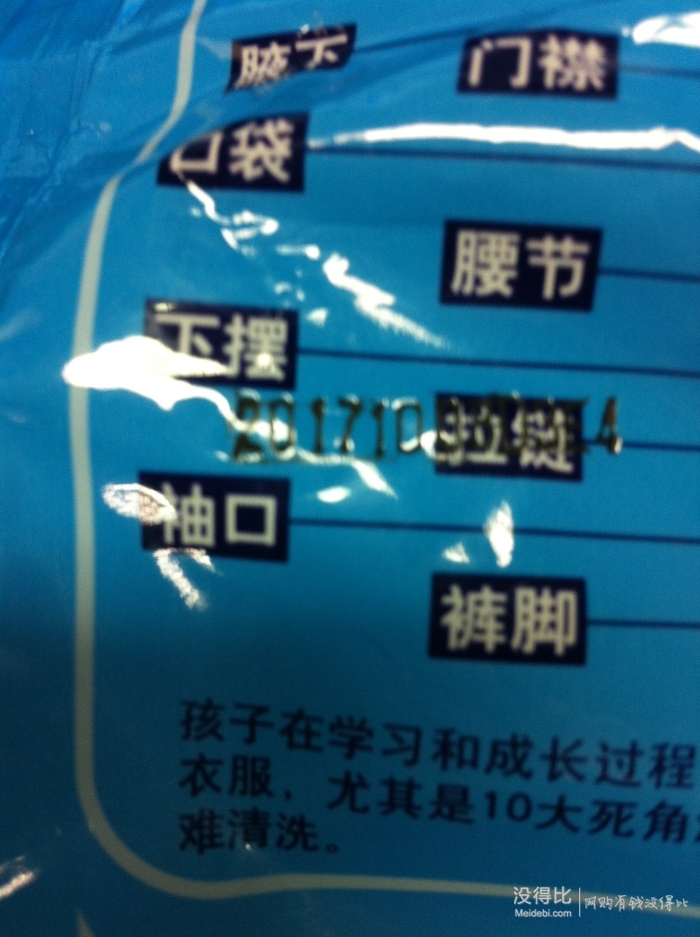 腋下
门襟
口袋
腰节
下摆
拉链
袖口
裤脚
孩子在学习和成长过程
衣服，尤其是10大死角
难清洗。
没得比
Meidebi.com
网购有钱没得比